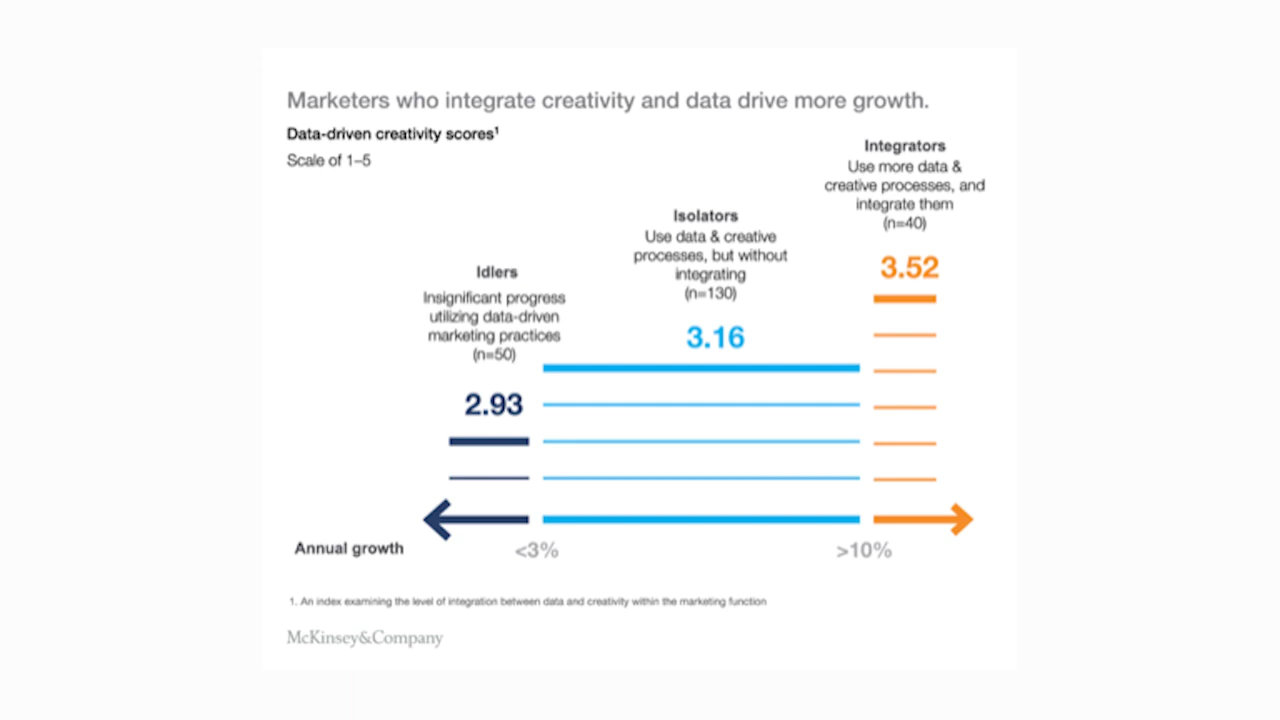 Marketers who integrate creativity and data drive more growth.
Data-driven creativity scores¹
Scale of 1–5
Idlers
Insignificant progress
utilizing data-driven
marketing practices
(n=50)
2.93
Isolators
Use data & creative
processes, but without
integrating
(n=130)
3.16
Integrators
Use more data &
creative processes, and
integrate them
(n=40)
3.52
Annual growth
<3%
>10%
1. An index examining the level of integration between data and creativity within the marketing function
McKinsey&Company